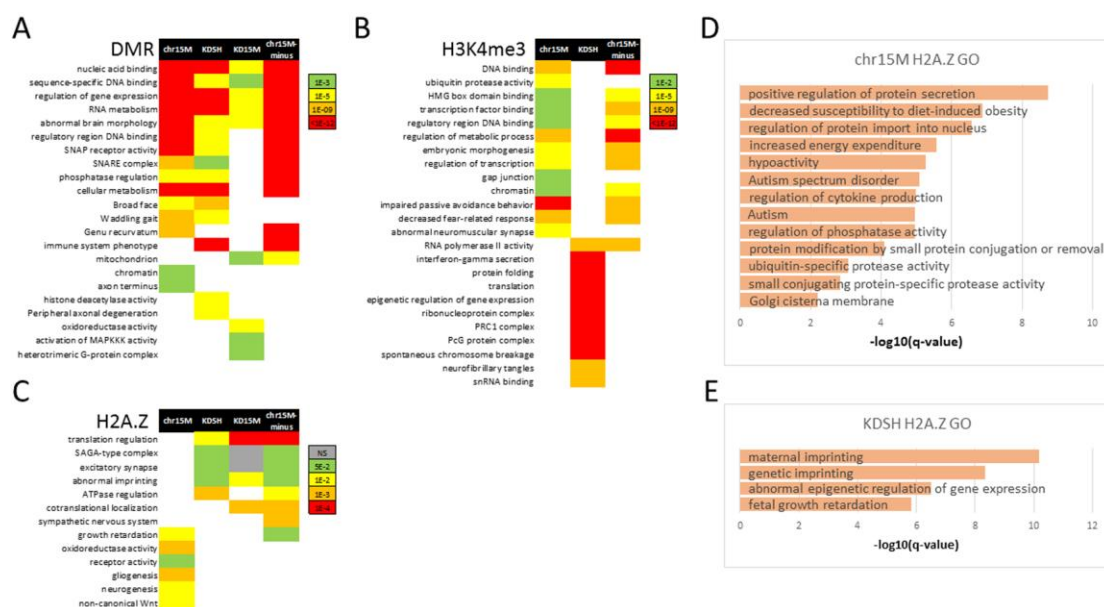 A
DMR
chr15M
KDSH
KD15M
chr15M-
minus
nucleic acid binding
sequence-specific DNA binding
regulation of gene expression
RNA metabolism
abnormal brain morphology
regulatory region DNA binding
SNAP receptor activity
SNARE complex
phosphatase regulation
cellular metabolism
Broad face
Waddling gait
Genu recurvatum
immune system phenotype
mitochondrion
chromatin
axon terminus
histone deacetylase activity
Peripheral axonal degeneration
oxidoreductase activity
activation of MAPKKK activity
heterotrimeric G-protein complex
1E-3
1E-5
1E-09
<1E-12
B
H3K4me3
chr15M
KDSH
chr15M-
minus
DNA binding
ubiquitin protease activity
HMG box domain binding
transcription factor binding
regulatory region DNA binding
regulation of metabolic process
embryonic morphogenesis
regulation of transcription
gap junction
chromatin
impaired passive avoidance behavior
decreased fear-related response
abnormal neuromuscular synapse
RNA polymerase II activity
interferon-gamma secretion
protein folding
translation
epigenetic regulation of gene expression
ribonucleoprotein complex
PRC1 complex
PcG protein complex
spontaneous chromosome breakage
neurofibrillary tangles
snRNA binding
1E-2
1E-5
1E-09
<1E-12
C
H2A.Z
chr15M
KDSH
KD15M
chr15M-
minus
translation regulation
SAGA-type complex
excitatory synapse
abnormal imprinting
ATPase regulation
cotranslational localization
sympathetic nervous system
growth retardation
oxidoreductase activity
receptor activity
gliogenesis
neurogenesis
non-canonical Wnt
NS
5E-2
1E-2
1E-3
D
chr15M H2A.Z GO
positive regulation of protein secretion
decreased susceptibility to diet-induced obesity
regulation of protein import into nucleus
increased energy expenditure
hypoactivity
Autism spectrum disorder
regulation of cytokine production
Autism
regulation of phosphatase activity
protein modification by small protein conjugation or removal
ubiquitin-specific protease activity
small conjugating protein-specific protease activity
Golgi cisterna membrane
0 2 4 6 8 10
-log10(q-value)
E
KDSH H2A.Z GO
maternal imprinting
genetic imprinting
abnormal epigenetic regulation of gene expression
fetal growth retardation
0 2 4 6 8 10 12
-log10(q-value)